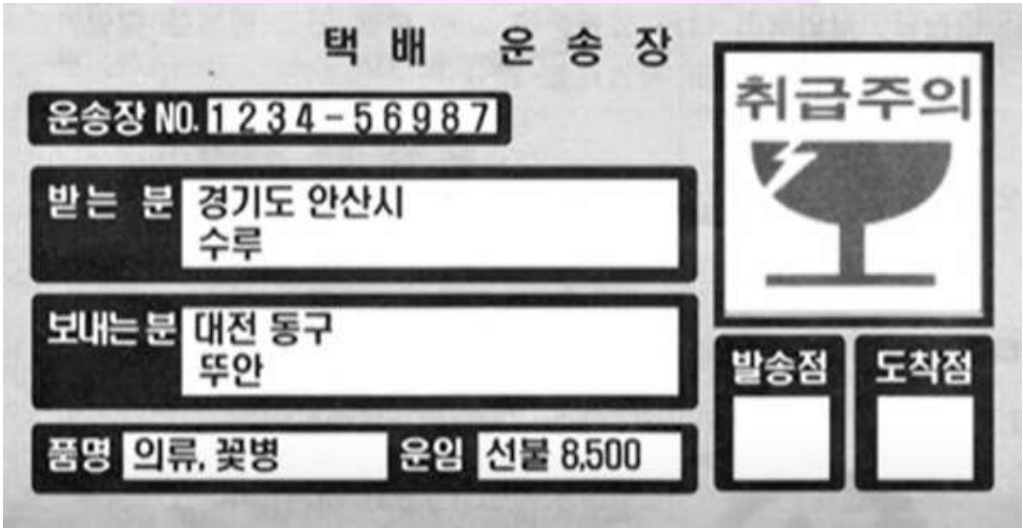 택배 운송장
운송장 NO. 1234-56987
받는 분 경기도 안산시
수루
보내는 분 대전 동구
뚜안
품명 의류, 꽃병 운임 선불 8,500
취급주의
발송점 도착점